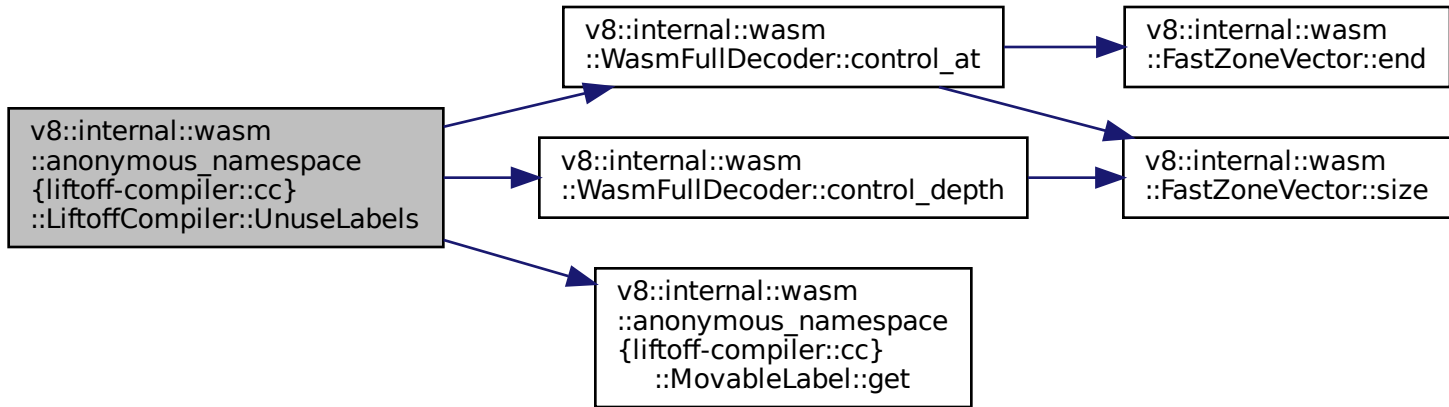 v8::internal::wasm
::anonymous_namespace
{liftoff-compiler::cc}
::LiftoffCompiler::UnuseLabels
v8::internal::wasm
::WasmFullDecoder::control_at
v8::internal::wasm
::FastZoneVector::end
v8::internal::wasm
::WasmFullDecoder::control_depth
v8::internal::wasm
::FastZoneVector::size
v8::internal::wasm
::anonymous_namespace
{liftoff-compiler::cc}
::MovableLabel::get